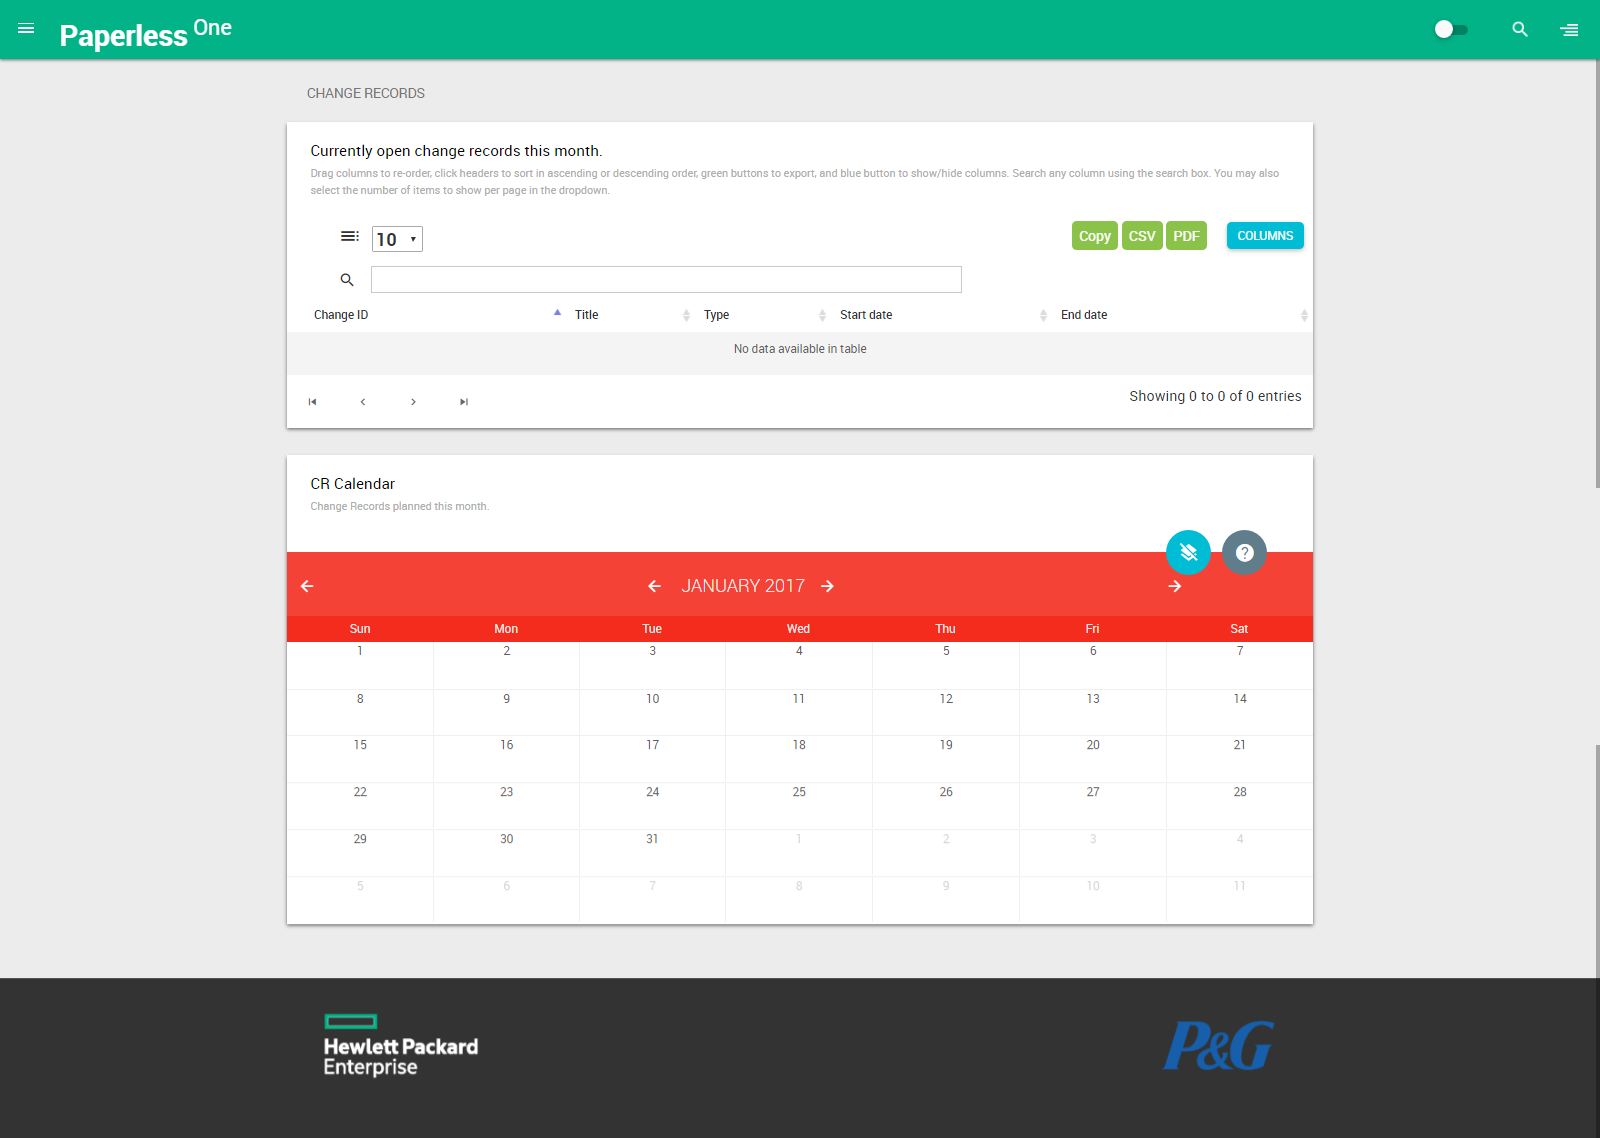 Paperless One
CHANGE RECORDS
Currently open change records this month.
Drag columns to re-order, click headers to sort in ascending or descending order, green buttons to export, and blue button to show/hide columns. Search any column using the search box. You may also
select the number of items to show per page in the dropdown.
10 Copy CSV PDF COLUMNS
Change ID Title Type Start date End date
No data available in table
Showing 0 to 0 of 0 entries
CR Calendar
Change Records planned this month.
JANUARY 2017
Sun Mon Tue Wed Thu Fri Sat
1 2 3 4 5 6 7
8 9 10 11 12 13 14
15 16 17 18 19 20 21
22 23 24 25 26 27 28
29 30 31 1 2 3 4
5 6 7 8 9 10 11
Hewlett Packard
Enterprise
P&G